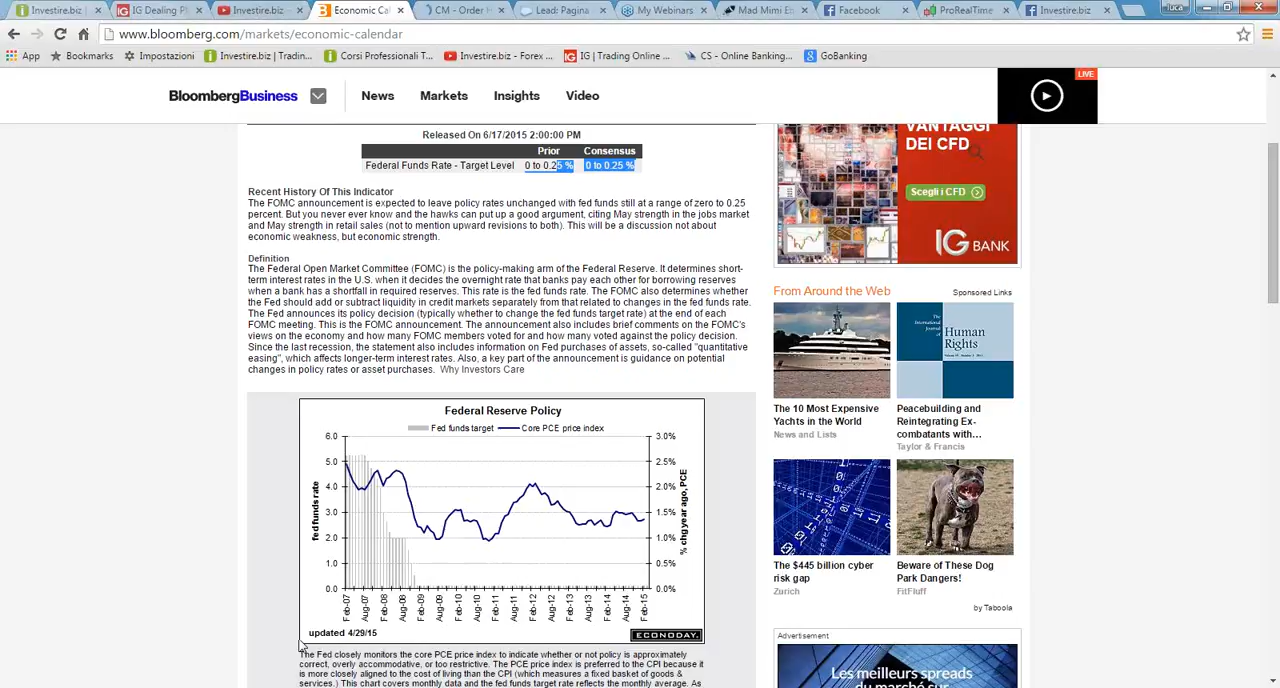 Investire.biz |
IG Dealing P
Investire.biz
Economic Cal
CM - Order H
Lead: Pagina
My Webinars
Mad Mimi E
Facebook
ProRealTime
Investire.biz
luca
www.bloomberg.com/markets/economic-calendar
App
Bookmarks
Impostazioni
Investire.biz | Tradin...
Corsi Professionali T...
Investire.biz - Forex ...
IG | Trading Online ...
CS - Online Banking...
GoBanking
BloombergBusiness
News
Markets
Insights
Video
LIVE
Released On 6/17/2015 2:00:00 PM
Prior Consensus
Federal Funds Rate - Target Level 0 to 0.25 % 0 to 0.25 %
Recent History Of This Indicator
The FOMC announcement is expected to leave policy rates unchanged with fed funds still at a range of zero to 0.25
percent. But you never ever know and the hawks can put up a good argument, citing May strength in the jobs market
and May strength in retail sales (not to mention upward revisions to both). This will be a discussion not about
economic weakness, but economic strength.
Definition
The Federal Open Market Committee (FOMC) is the policy-making arm of the Federal Reserve. It determines short-
term interest rates in the U.S. when it decides the overnight rate that banks pay each other for borrowing reserves
when a bank has a shortfall in required reserves. This rate is the fed funds rate. The FOMC also determines whether
the Fed should add or subtract liquidity in credit markets separately from that related to changes in the fed funds rate.
The Fed announces its policy decision (typically whether to change the fed funds target rate) at the end of each
FOMC meeting. This is the FOMC announcement. The announcement also includes brief comments on the FOMC's
views on the economy and how many FOMC members voted for and how many voted against the policy decision.
Since the last recession, the statement also includes information on Fed purchases of assets, so-called "quantitative
easing", which affects longer-term interest rates. Also, a key part of the announcement is guidance on potential
changes in policy rates or asset purchases. Why Investors Care
Federal Reserve Policy
Fed funds target Core PCE price index
6.0 3.0%
5.0 2.5%
4.0 2.0%
3.0 1.5%
2.0 1.0%
1.0 0.5%
0.0 0.0%
fed funds rate
% chg year ago, PCE
Feb-07 Aug-07 Feb-08 Aug-08 Feb-09 Aug-09 Feb-10 Aug-10 Feb-11 Aug-11 Feb-12 Aug-12 Feb-13 Aug-13 Feb-14 Aug-14 Feb-15
updated 4/29/15
ECONODAY.
The Fed closely monitors the core PCE price index to indicate whether or not policy is approximately
correct, overly accommodative, or too restrictive. The PCE price index is preferred to the CPI because it
is more closely aligned to the cost of living than the CPI (which measures a fixed basket of goods &
services.) This chart covers monthly data and the fed funds target rate reflects the monthly average. As
VANTAGGI
DEI CFD
Scegli i CFD
IG BANK
From Around the Web
Sponsored Links
The 10 Most Expensive
Yachts in the World
News and Lists
Human
Rights
Peacebuilding and
Reintegrating Ex-
combatants with...
Taylor & Francis
The $445 billion cyber
risk gap
Zurich
Beware of These Dog
Park Dangers!
FitFluff
by Taboola
Advertisement
Les meilleurs spreads
du marché sur